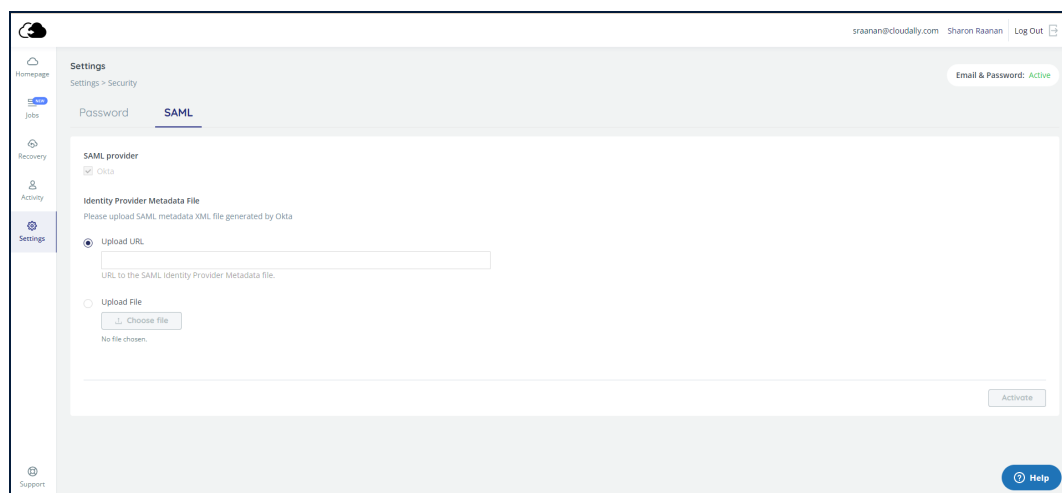 sraanan@cloudally.com Sharon Raanan Log Out
Homepage
NEW
Jobs
Recovery
Activity
Settings
Support
Settings
Settings > Security
Email & Password: Active
Password SAML
SAML provider
Okta
Identity Provider Metadata File
Please upload SAML metadata XML file generated by Okta
Upload URL
URL to the SAML Identity Provider Metadata file.
Upload File
Choose file
No file chosen.
Activate
Help